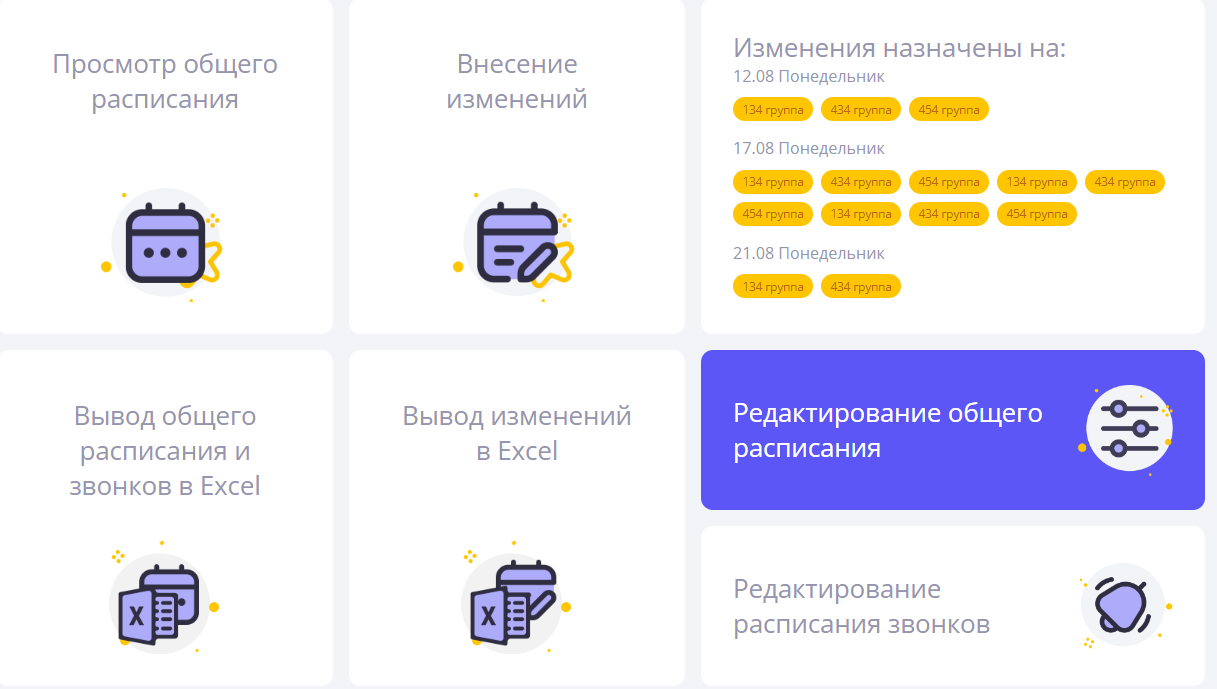 Просмотр общего
расписания
Внесение
изменений
Изменения назначены на:
12.08 Понедельник
134 группа 434 группа 454 группа
17.08 Понедельник
134 группа 434 группа 454 группа 134 группа 434 группа
454 группа 134 группа 434 группа 454 группа
21.08 Понедельник
134 группа 434 группа
Вывод общего
расписания и
звонков в Excel
X
Вывод изменений
в Excel
X
Редактирование общего
расписания
Редактирование
расписания звонков